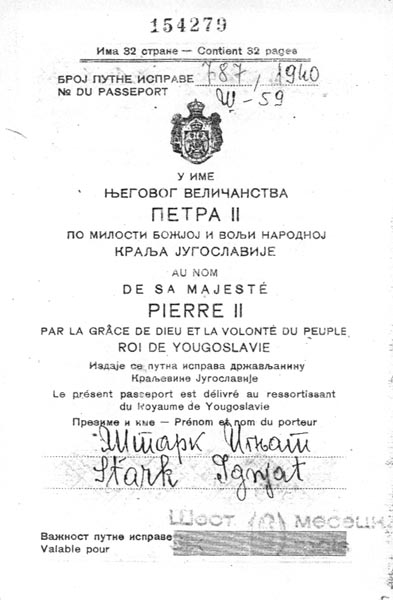 154279
Има 32 стране — Contient 32 pages
БРОЈ ПУТНЕ ИСПРАВЕ 787/1940
№ DU PASSEPORT Ш-59
У ИМЕ
ЊЕГОВОГ ВЕЛИЧАНСТВА
ПЕТРА II
ПО МИЛОСТИ БОЖЈОЈ И ВОЉИ НАРОДНОЈ
КРАЉА ЈУГОСЛАВИЈЕ
AU NOM
DE SA MAJESTÉ
PIERRE II
PAR LA GRÂCE DE DIEU ET LA VOLONTÉ DU PEUPLE
ROI DE YOUGOSLAVIE
Издаје се путна исправа држављанину
Краљевине Југославије
Le présent passeport est délivré au ressortissant
du Royaume de Yougoslavie
Презиме и име — Prénom et nom du porteur
Штарк Игњат
Stark Ignjat
Шест (6) месеци
Важност путне исправе
Valable pour